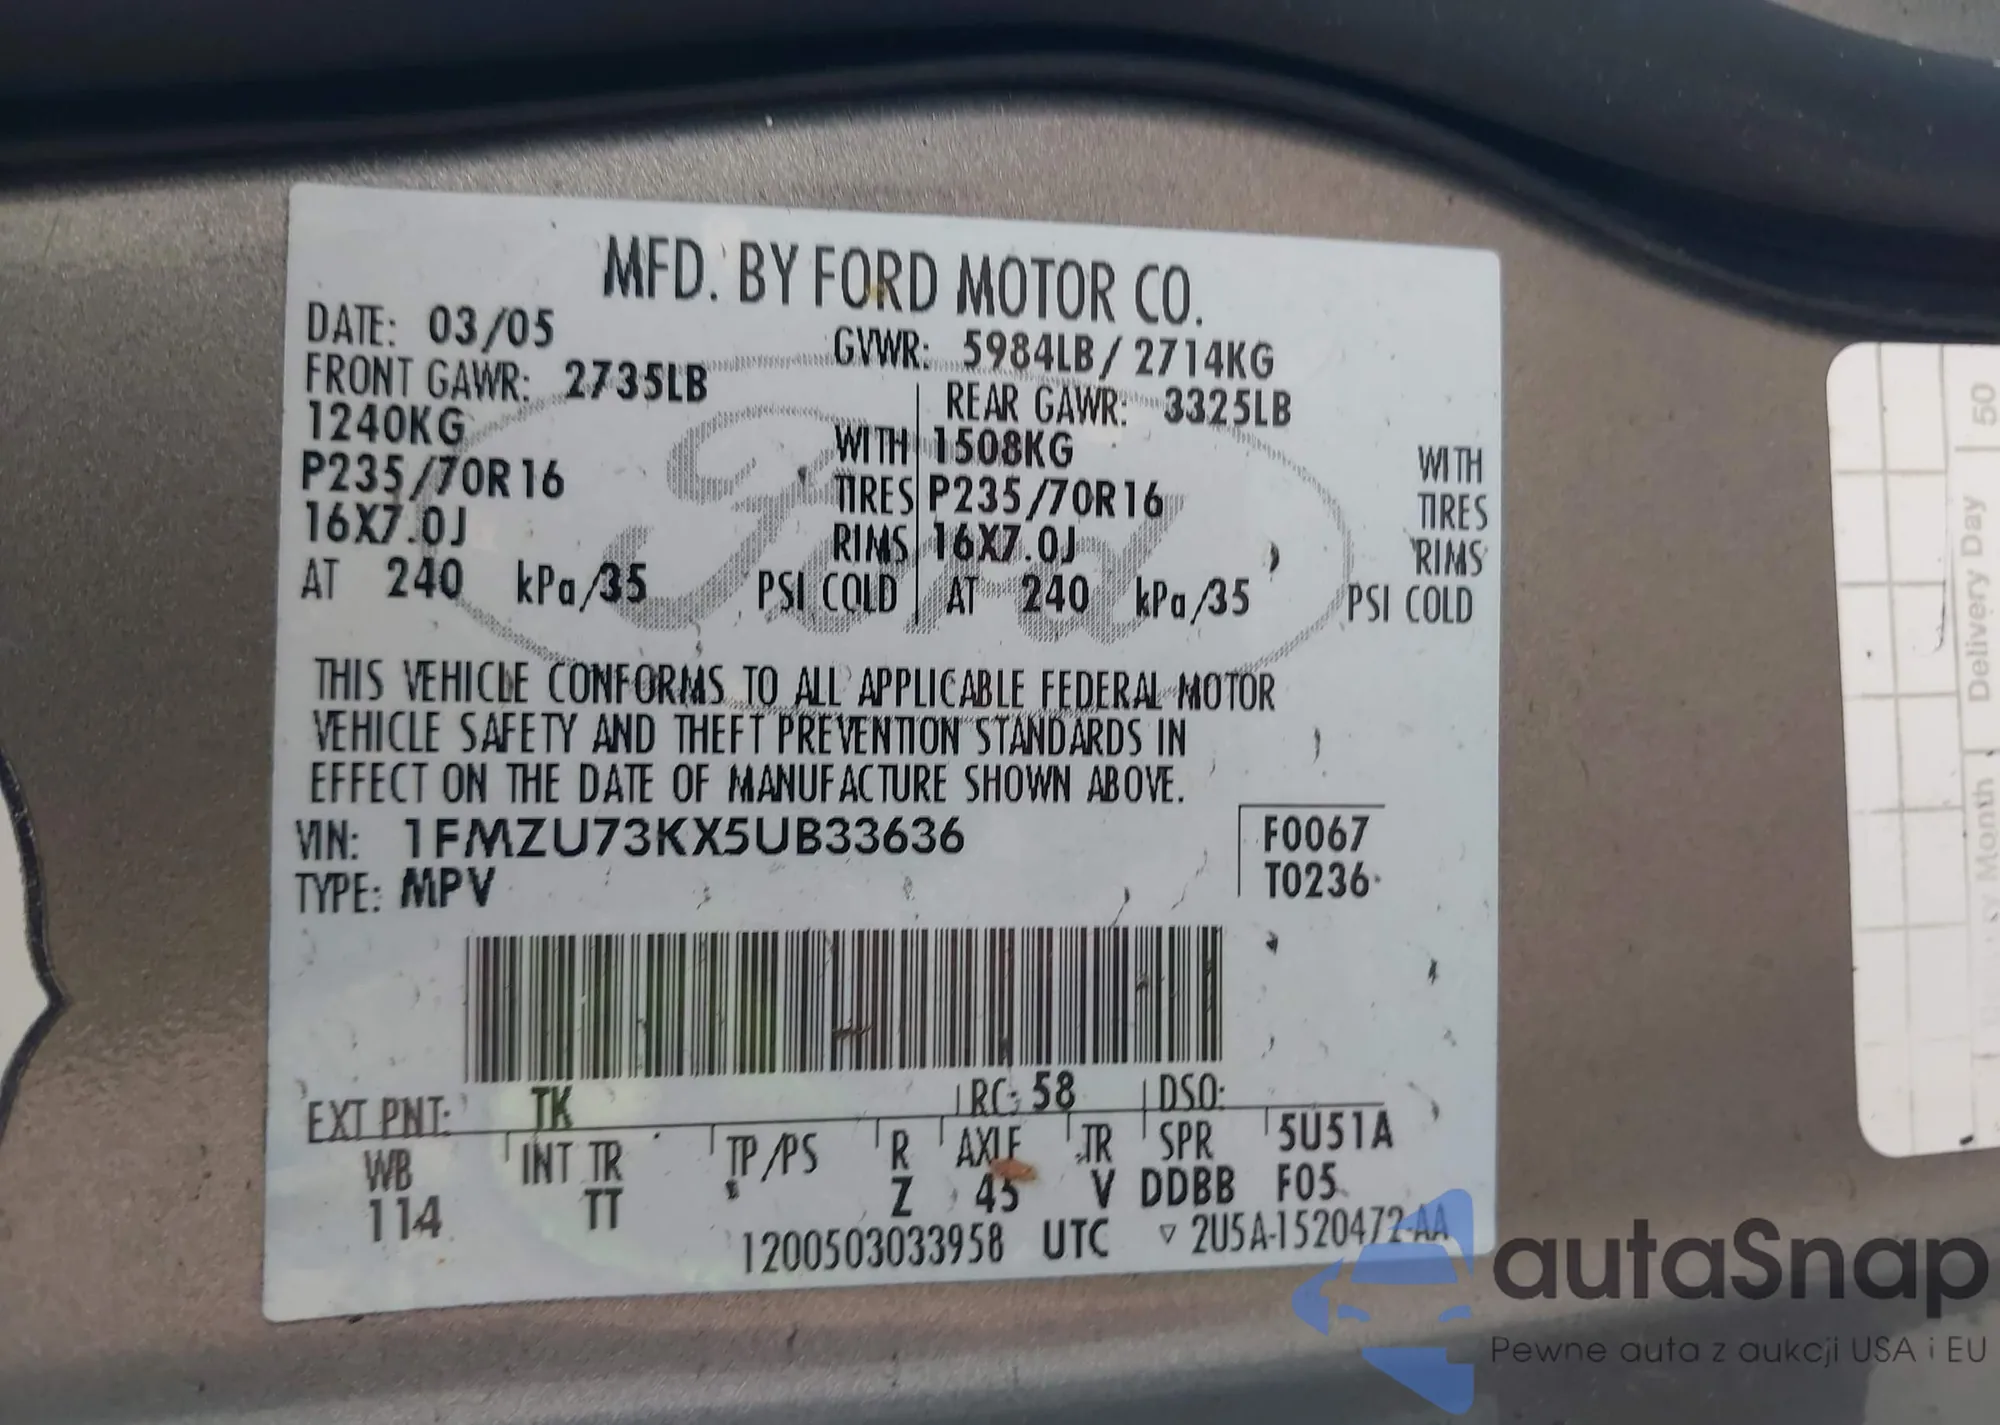 MFD. BY FORD MOTOR CO.
DATE: 03/05 GVWR: 5984LB/ 2714KG
FRONT GAWR: 2735LB REAR GAWR: 3325LB
1240KG WITH 1508KG WITH
P235/70R16 TIRES P235/70R16 TIRES
16X7.0J RIMS 16X7.0J RIMS
AT 240 kPa/35 PSI COLD AT 240 kPa/35 PSI COLD
Ford
THIS VEHICLE CONFORMS TO ALL APPLICABLE FEDERAL MOTOR
VEHICLE SAFETY AND THEFT PREVENTION STANDARDS IN
EFFECT ON THE DATE OF MANUFACTURE SHOWN ABOVE.
VIN: 1FMZU73KX5UB33636 F0067
TYPE: MPV T0236
EXT PNT: TK RC: 58 DSO:
WB INT TR TP/PS R AXLE TR SPR 5U51A
114 TT Z 45 V DDBB F05
1200503033958 UTC ▽ 2U5A-1520472-AA
50
Delivery Day
Month
autaSnap
Pewne auta z aukcji USA i EU